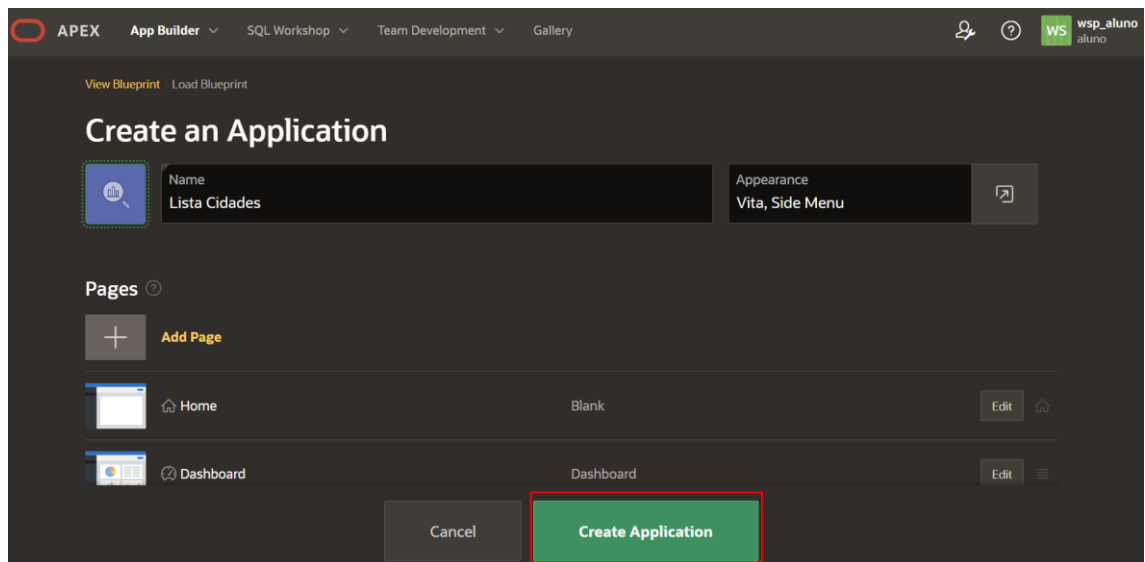 APEX App Builder SQL Workshop Team Development Gallery WS wsp_aluno
aluno
View Blueprint Load Blueprint
Create an Application
Name
Lista Cidades
Appearance
Vita, Side Menu
Pages
Add Page
Home Blank Edit
Dashboard Dashboard Edit
Cancel Create Application